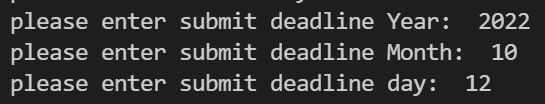 please enter submit deadline Year:  2022
please enter submit deadline Month:  10
please enter submit deadline day:  12